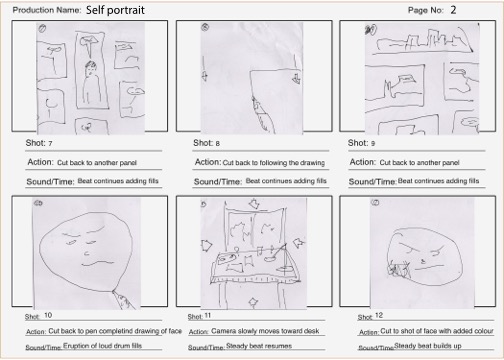 Production Name: Self portrait
Page No: 2
Shot: 7
Action: Cut back to another panel
Sound/Time: Beat continues adding fills
Shot: 8
Action: Cut back to following the drawing
Sound/Time: Beat continues adding fills
Shot: 9
Action: Cut back to another panel
Sound/Time: Beat continues adding fills
Shot: 10
Action: Cut back to pen completind drawing of face
Sound/Time: Eruption of loud drum fills
Shot: 11
Action: Camera slowly moves toward desk
Sound/Time: Steady beat resumes
Shot: 12
Action: Cut to shot of face with added colour
Sound/Time: Steady beat builds up